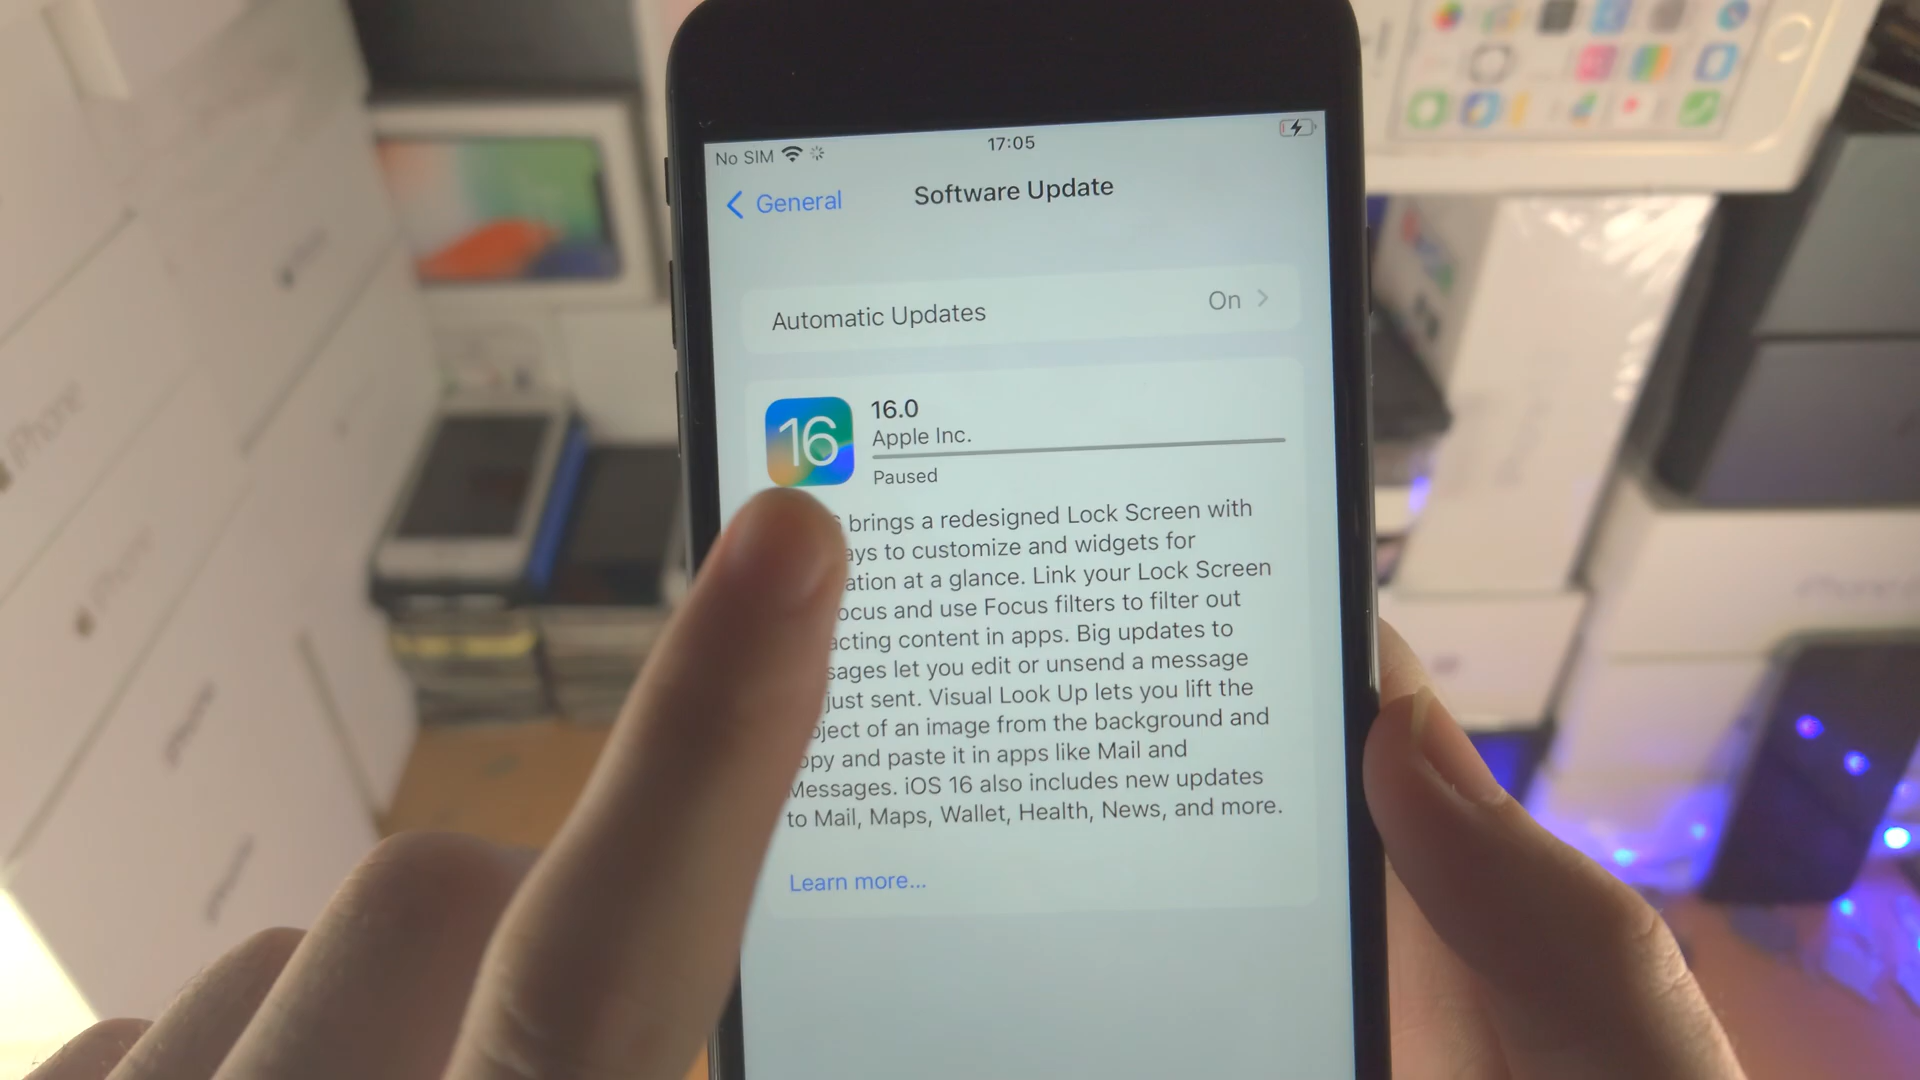 No SIM
17:05
General
Software Update
Automatic Updates
On
16
16.0
Apple Inc.
Paused
brings a redesigned Lock Screen with
to customize and widgets for
at a glance. Link your Lock Screen
and use Focus filters to filter out
content in apps. Big updates to
let you edit or unsend a message
just sent. Visual Look Up lets you lift the
of an image from the background and
and paste it in apps like Mail and
Messages. iOS 16 also includes new updates
to Mail, Maps, Wallet, Health, News, and more.
Learn more...
iPhone
iPhone
iPhone
iPhone